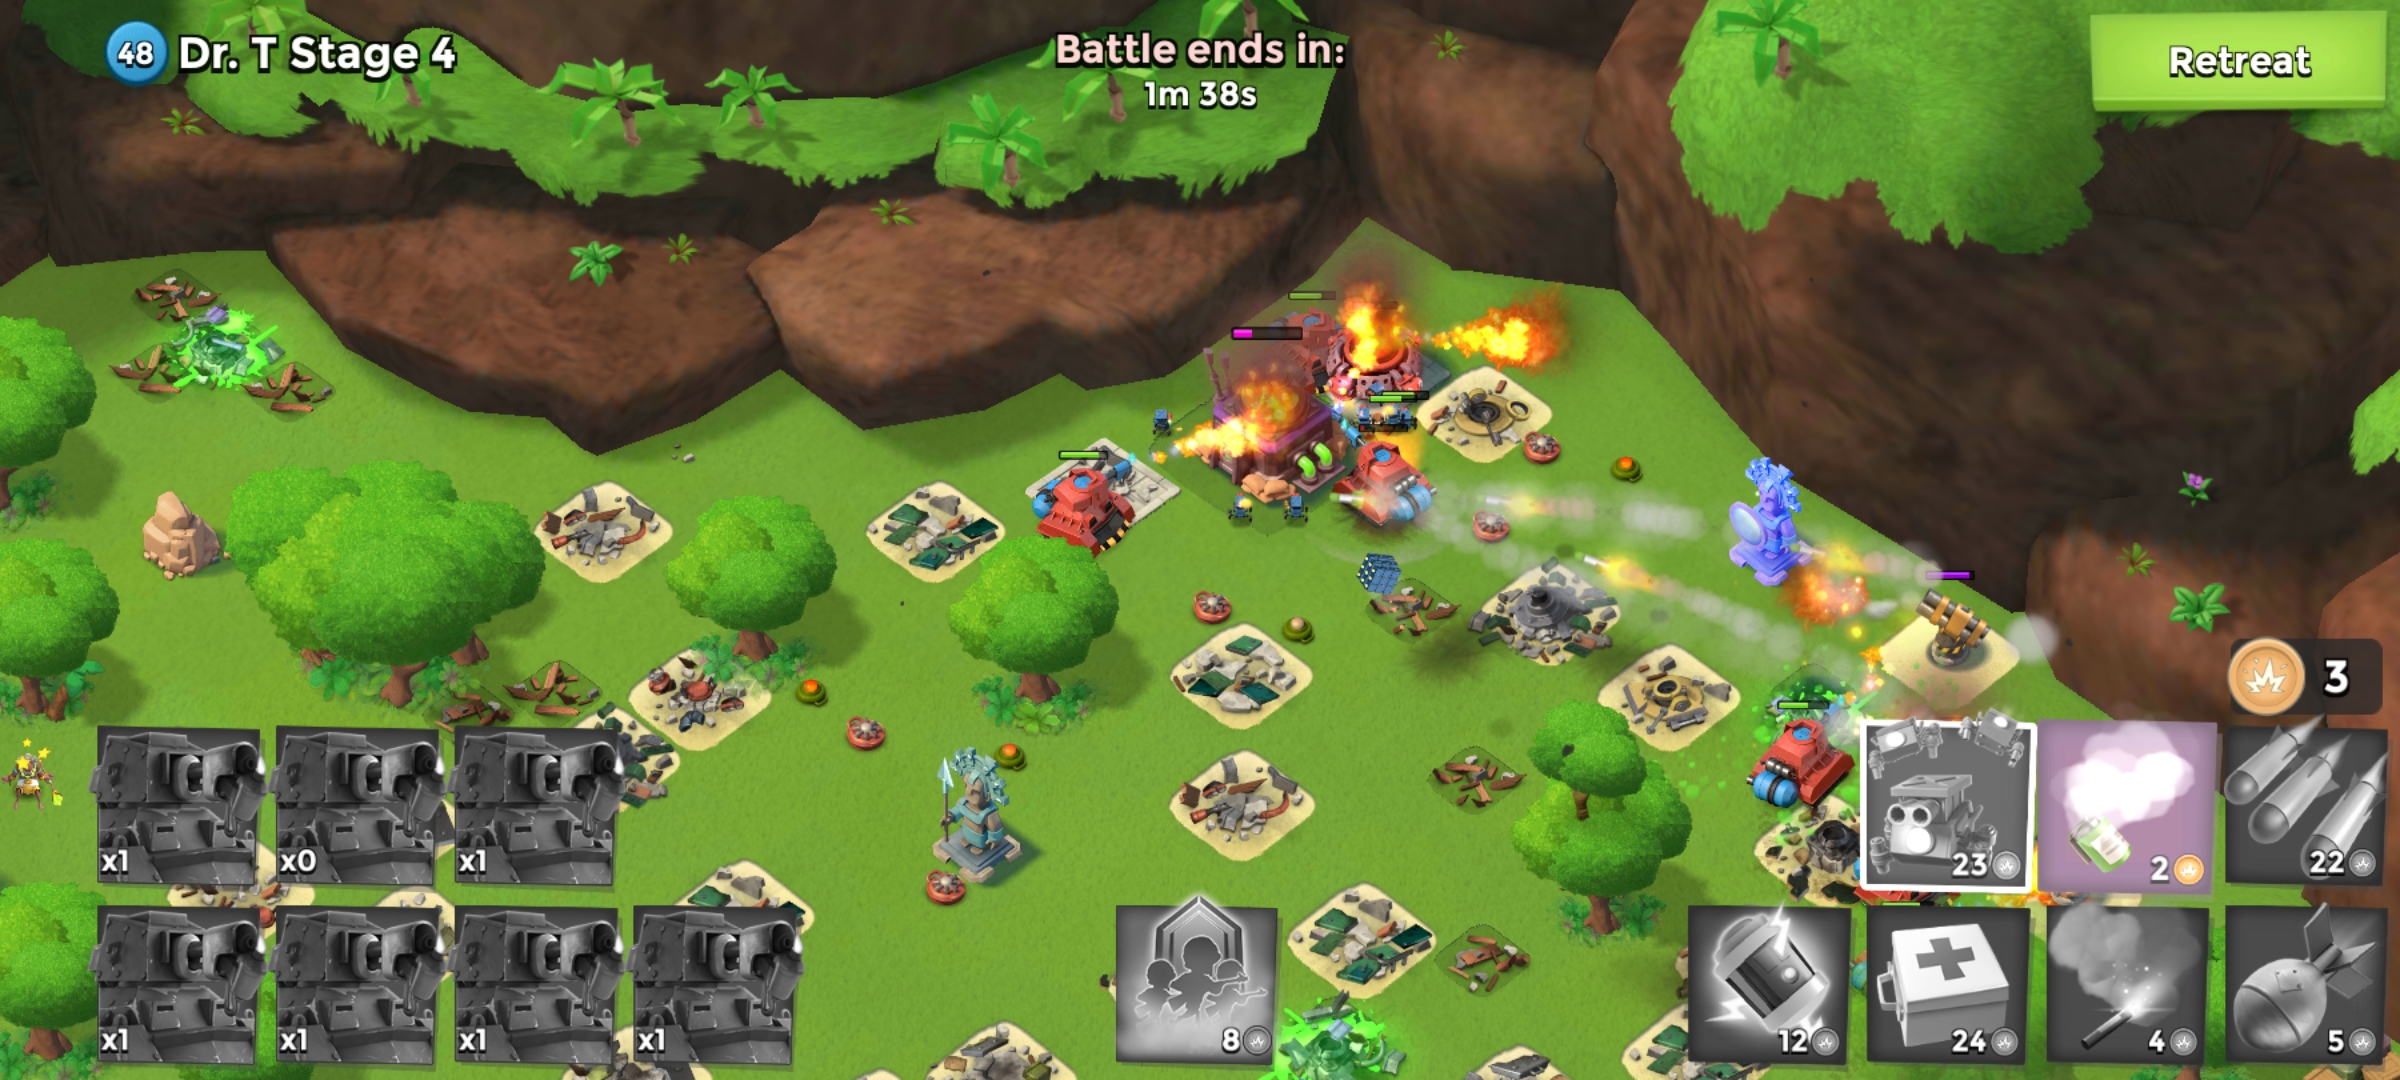 48 Dr. T Stage 4
Battle ends in:
1m 38s
Retreat
3
x1
x0
x1
23
2
22
x1
x1
x1
x1
8
12
24
4
5